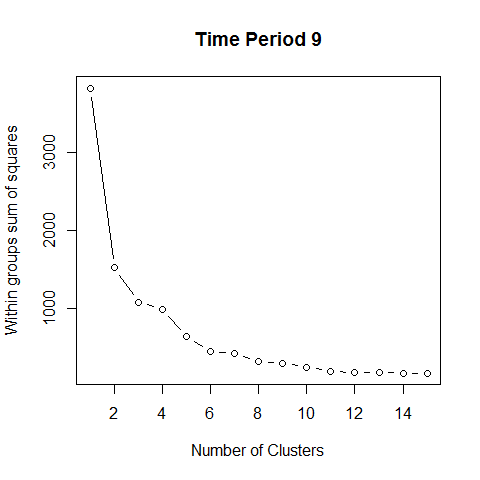 Time Period 9
Within groups sum of squares
3000
2000
1000
2 4 6 8 10 12 14
Number of Clusters